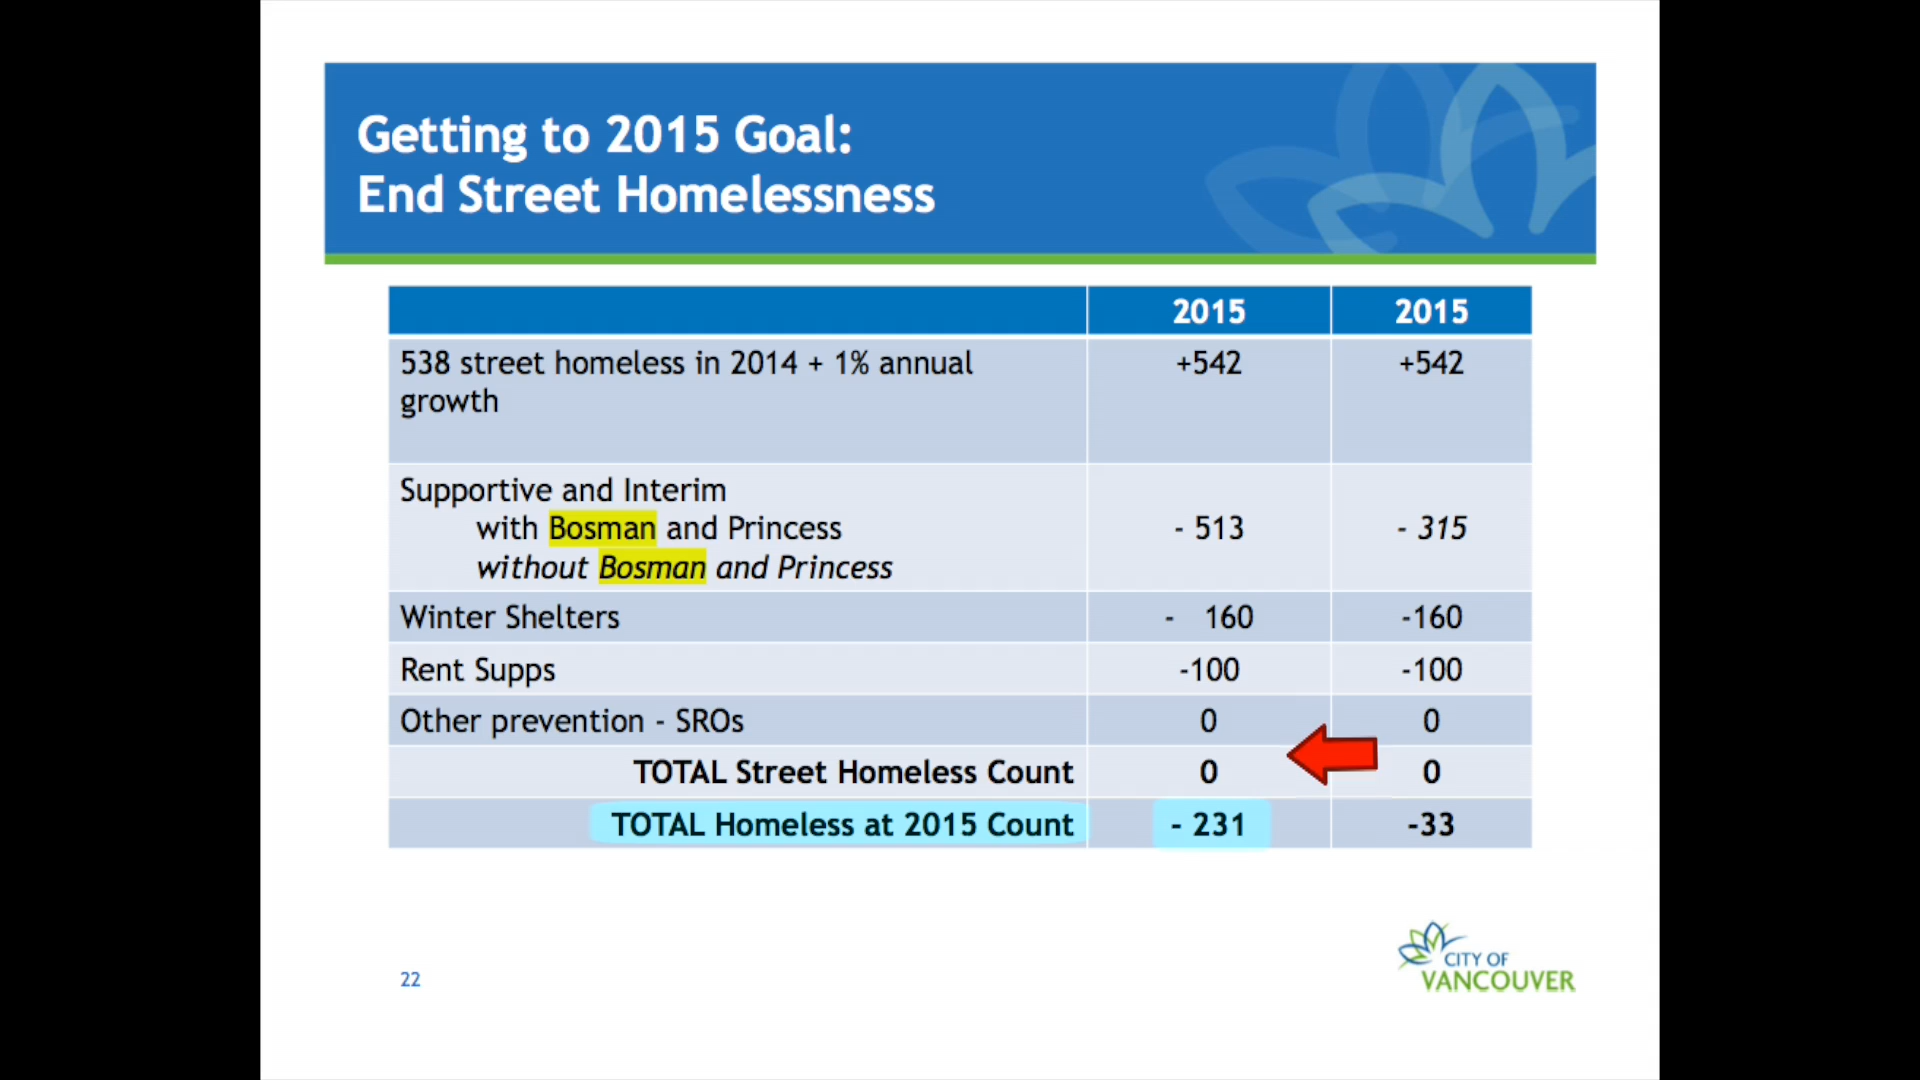 Getting to 2015 Goal:
End Street Homelessness
2015 2015
538 street homeless in 2014 + 1% annual
growth
+542 +542
Supportive and Interim
with Bosman and Princess
without Bosman and Princess
- 513 - 315
Winter Shelters - 160 -160
Rent Supps -100 -100
Other prevention - SROs 0 0
TOTAL Street Homeless Count 0 0
TOTAL Homeless at 2015 Count - 231 -33
22
CITY OF
VANCOUVER